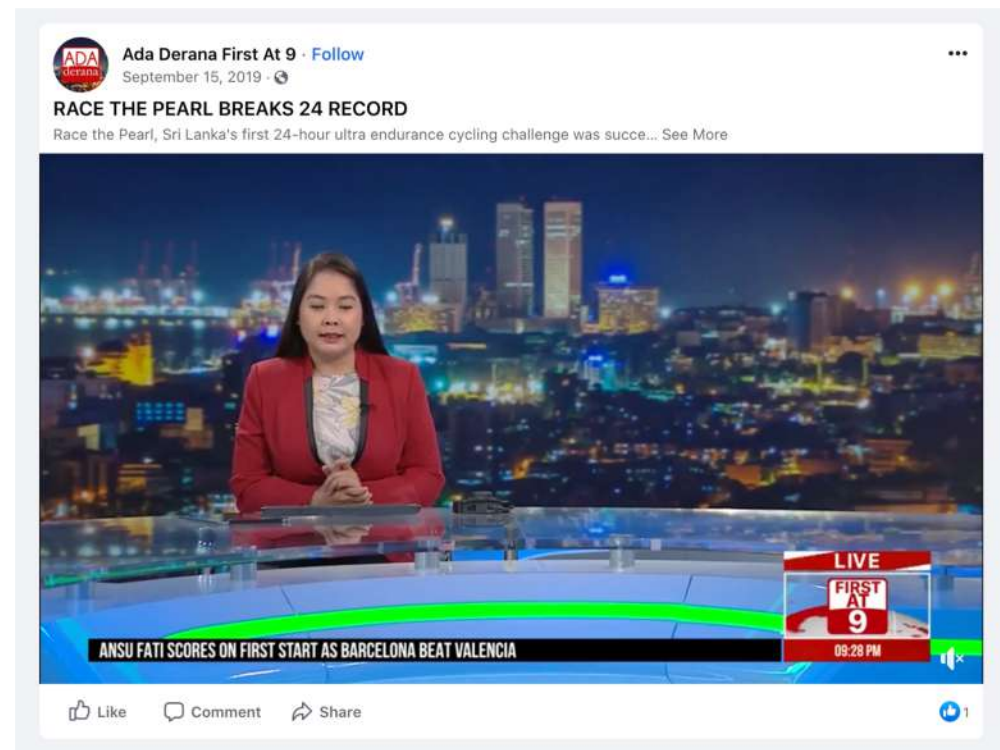 ADA
derana
Ada Derana First At 9 · Follow
September 15, 2019 ·
RACE THE PEARL BREAKS 24 RECORD
Race the Pearl, Sri Lanka's first 24-hour ultra endurance cycling challenge was succe... See More
LIVE
FIRST
AT
9
ANSU FATI SCORES ON FIRST START AS BARCELONA BEAT VALENCIA
09:28 PM
Like Comment Share 1